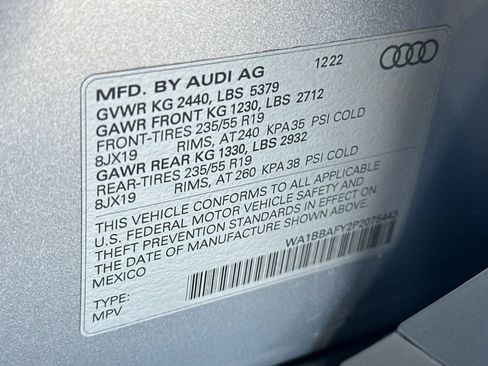 MFD. BY AUDI AG 12 22
GVWR KG 2440, LBS 5379
GAWR FRONT KG 1230, LBS 2712
FRONT-TIRES 235/55 R19
8JX19 RIMS, AT 240 KPA 35 PSI COLD
GAWR REAR KG 1330, LBS 2932
REAR-TIRES 235/55 R19
8JX19 RIMS, AT 260 KPA 38 PSI COLD
THIS VEHICLE CONFORMS TO ALL APPLICABLE
U.S. FEDERAL MOTOR VEHICLE SAFETY AND
THEFT PREVENTION STANDARDS IN EFFECT ON
DATE OF MANUFACTURE SHOWN ABOVE.
MEXICO
WA1BBAFY2P2075443
TYPE:
MPV